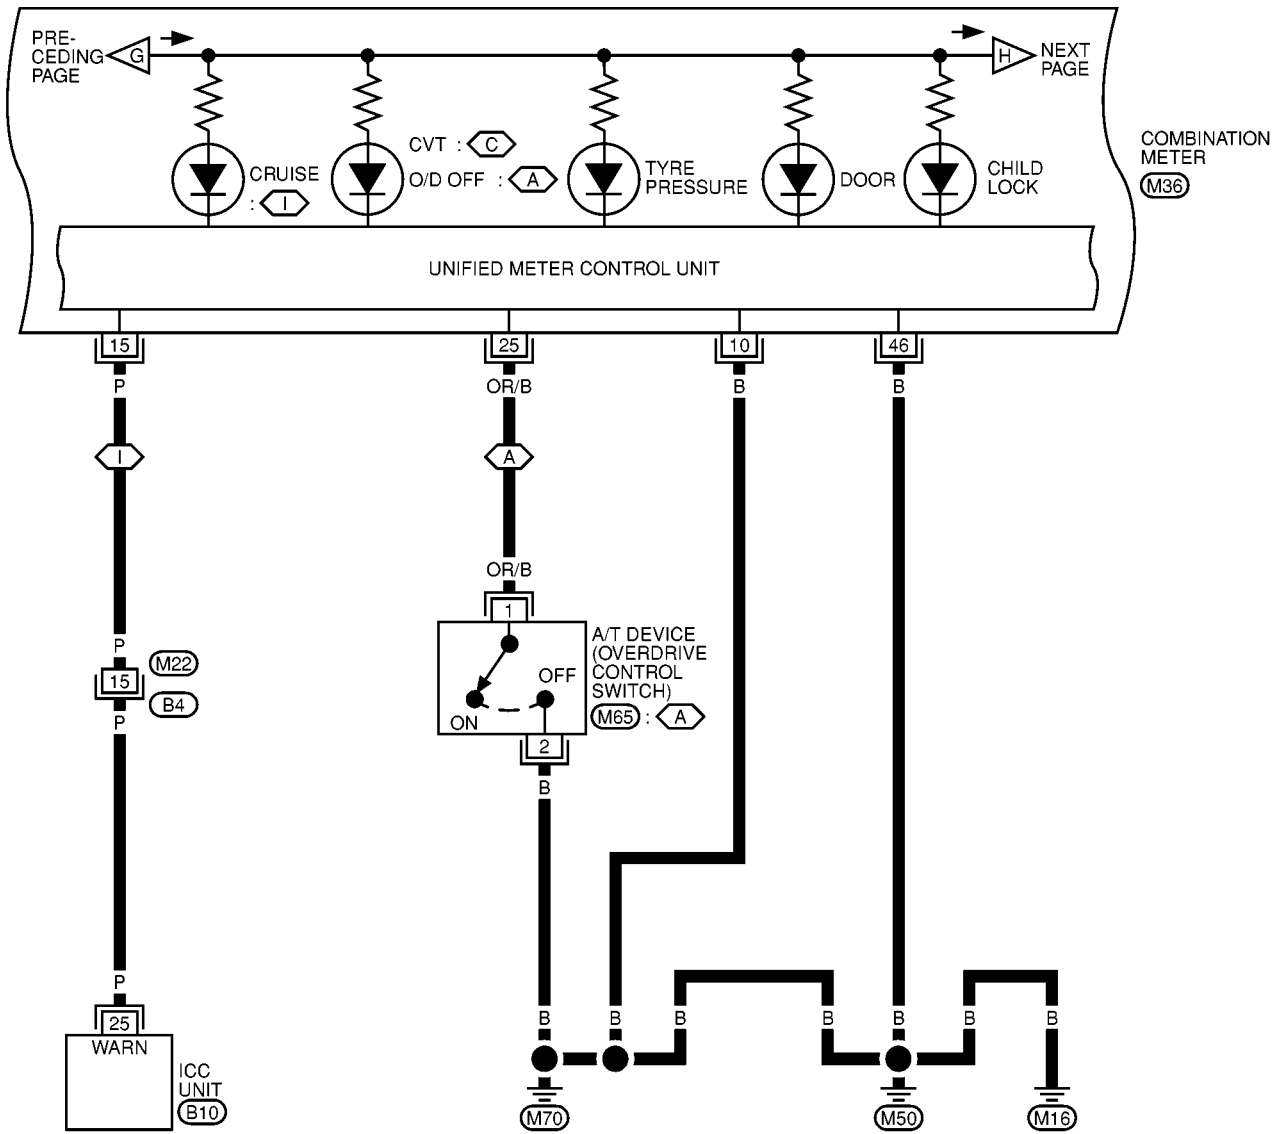 PRE-
CEDING
PAGE
G
H
NEXT
PAGE
CVT : C
O/D OFF : A
CRUISE
: I
TYRE
PRESSURE
DOOR
CHILD
LOCK
COMBINATION
METER
M36
UNIFIED METER CONTROL UNIT
15
25
10
46
P
OR/B
B
B
I
A
OR/B
1
A/T DEVICE
(OVERDRIVE
CONTROL
SWITCH)
M65 : A
OFF
ON
2
B
P
M22
15
B4
P
P
25
WARN
ICC
UNIT
B10
B
B
B
B
B
B
B
M70
M50
M16